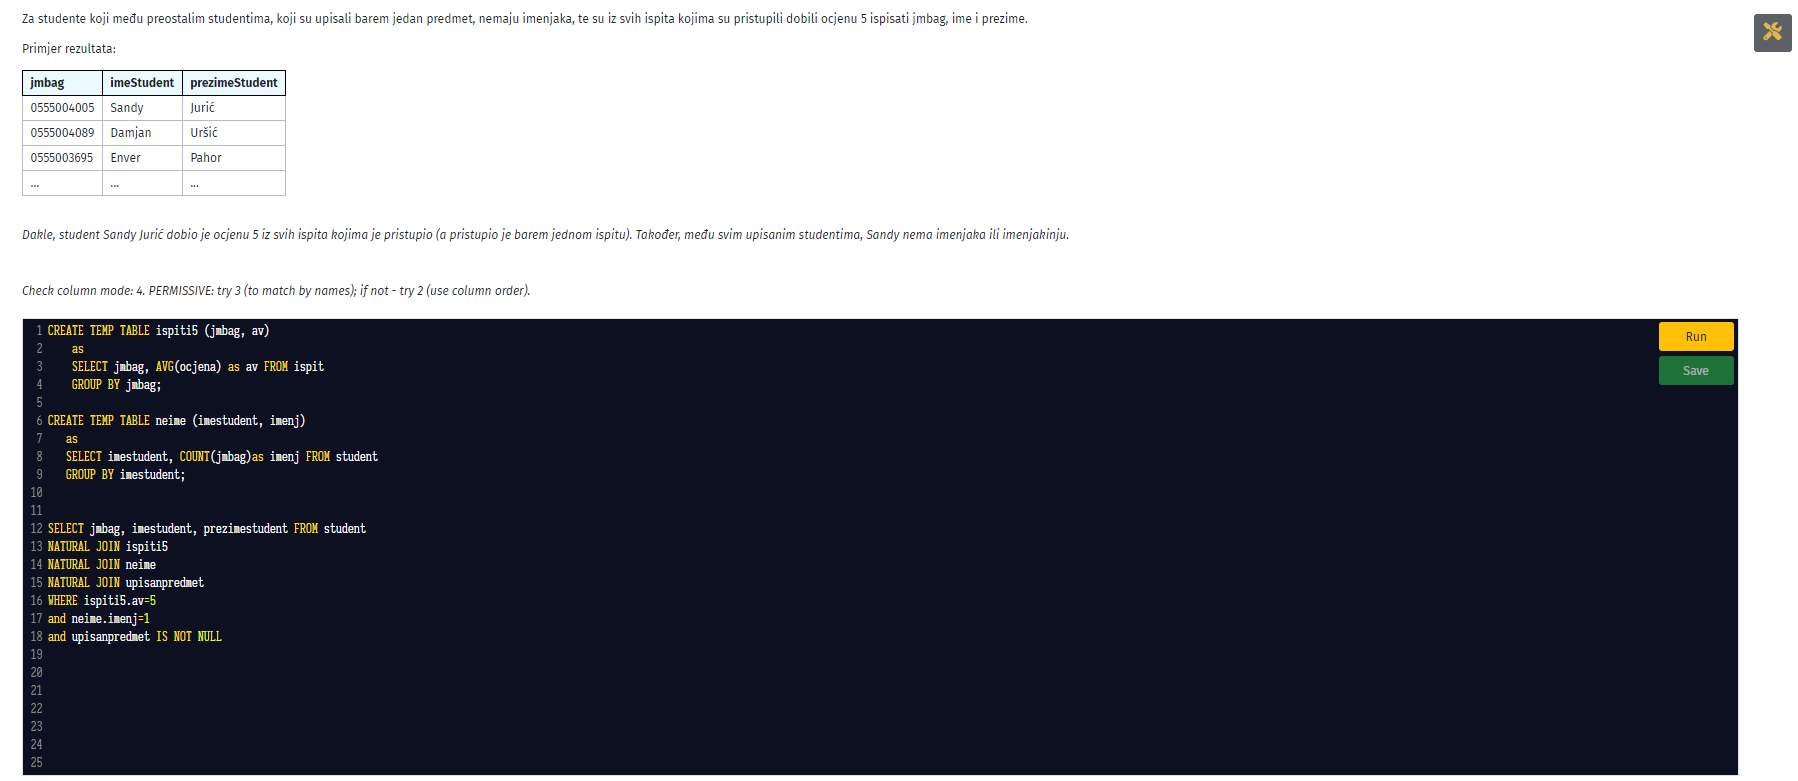 Za studente koji među preostalim studentima, koji su upisali barem jedan predmet, nemaju imenjaka, te su iz svih ispita kojima su pristupili dobili ocjenu 5 ispisati jmbag, ime i prezime.
Primjer rezultata:
jmbag imeStudent prezimeStudent
0555004005 Sandy Jurić
0555004089 Damjan Uršić
0555003695 Enver Pahor
... ... ...
Dakle, student Sandy Jurić dobio je ocjenu 5 iz svih ispita kojima je pristupio (a pristupio je barem jednom ispitu). Također, među svim upisanim studentima, Sandy nema imenjaka ili imenjakinju.
Check column mode: 4. PERMISSIVE: try 3 (to match by names); if not - try 2 (use column order).
Run
Save
1 CREATE TEMP TABLE ispiti5 (jmbag, av)
2 as
3 SELECT jmbag, AVG(ocjena) as av FROM ispit
4 GROUP BY jmbag;
5
6 CREATE TEMP TABLE neime (imestudent, imenj)
7 as
8 SELECT imestudent, COUNT(jmbag)as imenj FROM student
9 GROUP BY imestudent;
10
11
12 SELECT jmbag, imestudent, prezimestudent FROM student
13 NATURAL JOIN ispiti5
14 NATURAL JOIN neime
15 NATURAL JOIN upisanpredmet
16 WHERE ispiti5.av=5
17 and neime.imenj=1
18 and upisanpredmet IS NOT NULL
19
20
21
22
23
24
25